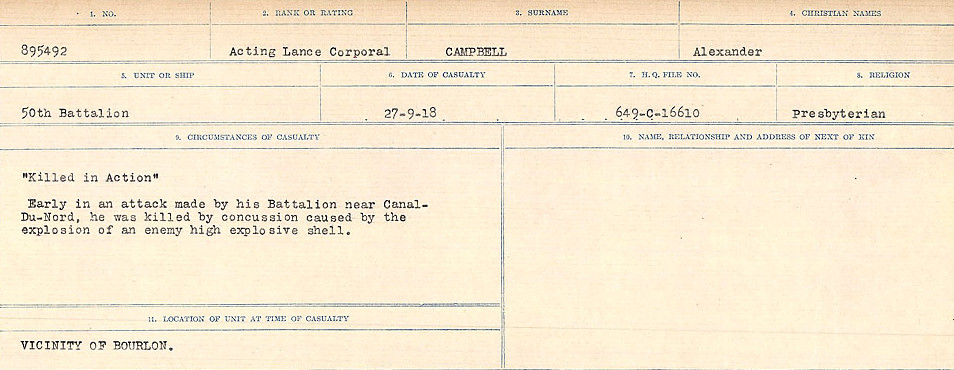 1. NO.
2. RANK OR RATING
3. SURNAME
4. CHRISTIAN NAMES
895492
Acting Lance Corporal
CAMPBELL
Alexander
5. UNIT OR SHIP
6. DATE OF CASUALTY
7. H. Q. FILE NO.
8. RELIGION
50th Battalion
27-9-18
649-C-16610
Presbyterian
9. CIRCUMSTANCES OF CASUALTY
10. NAME, RELATIONSHIP AND ADDRESS OF NEXT OF KIN
"Killed in Action"
Early in an attack made by his Battalion near Canal-
Du-Nord, he was killed by concussion caused by the
explosion of an enemy high explosive shell.
11. LOCATION OF UNIT AT TIME OF CASUALTY
VICINITY OF BOURLON.